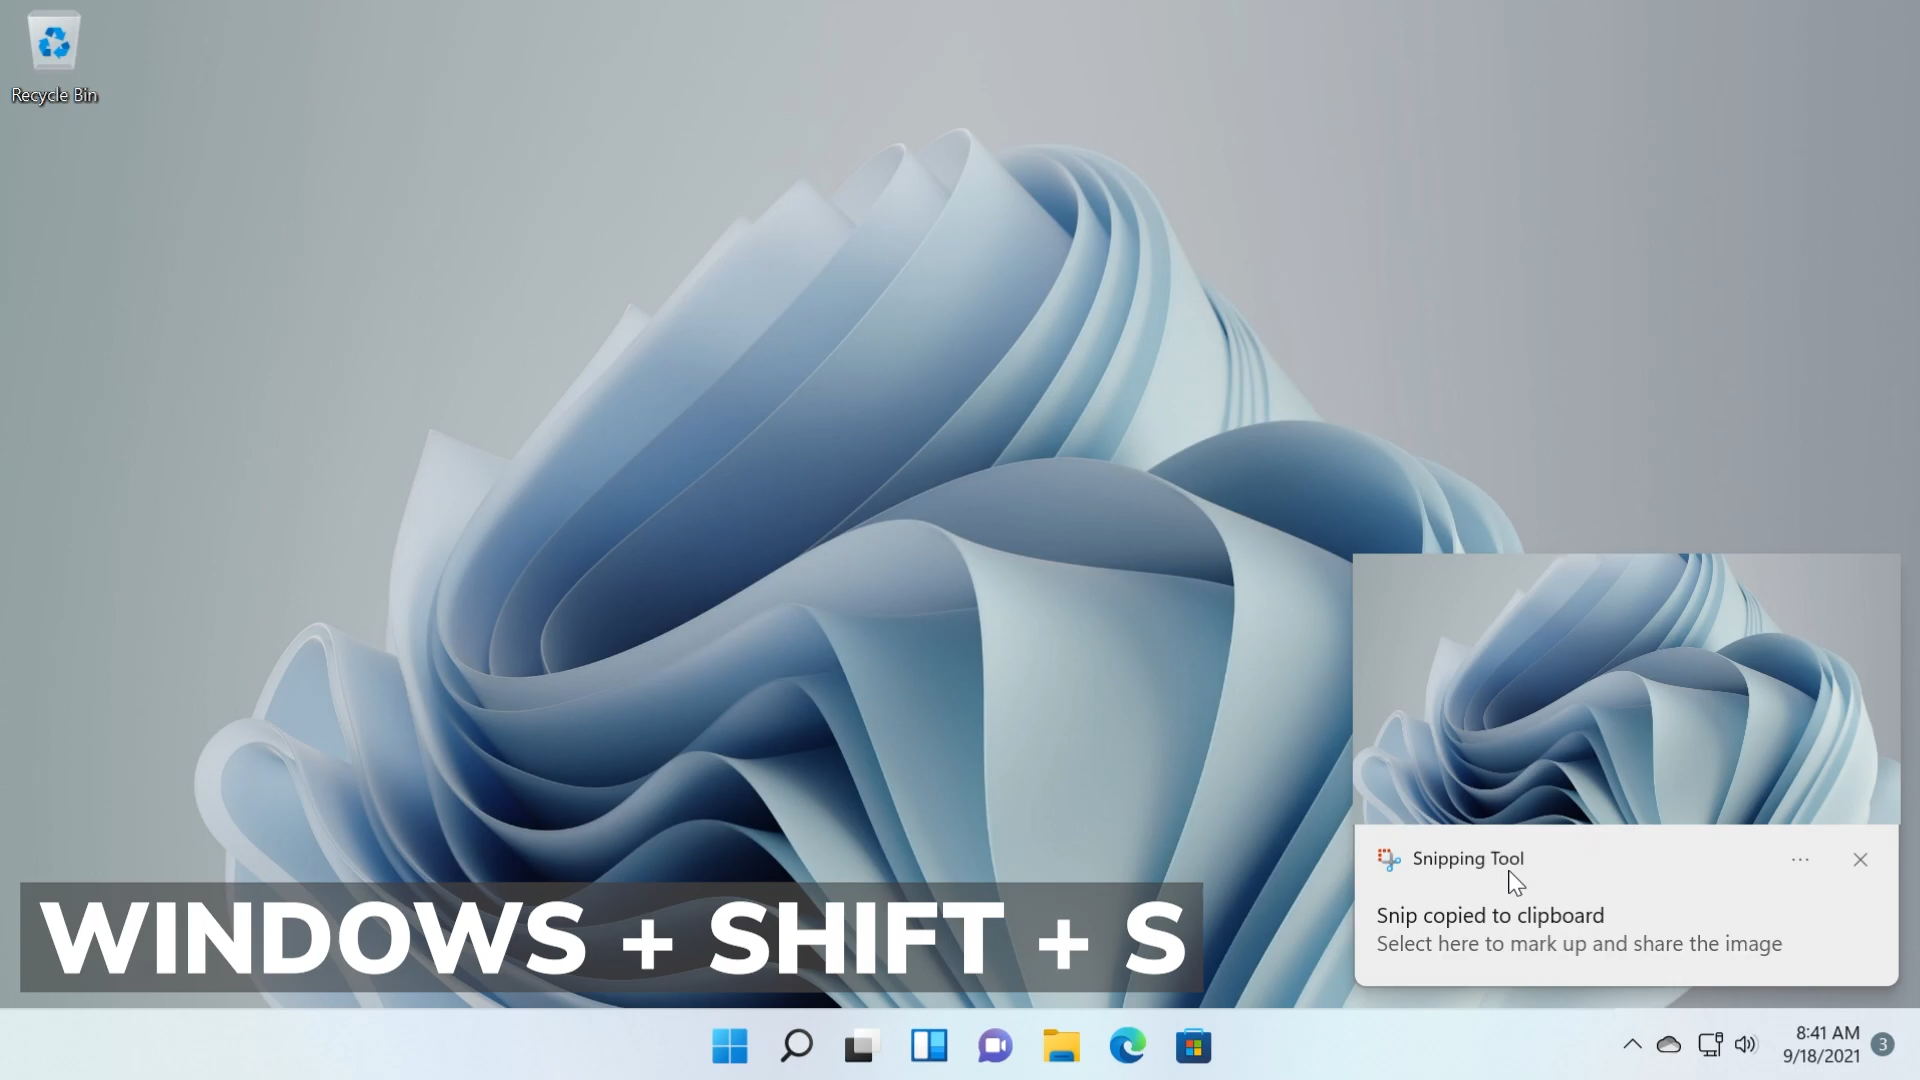 Recycle Bin
WINDOWS + SHIFT + S
Snipping Tool
Snip copied to clipboard
Select here to mark up and share the image
8:41 AM
9/18/2021
3